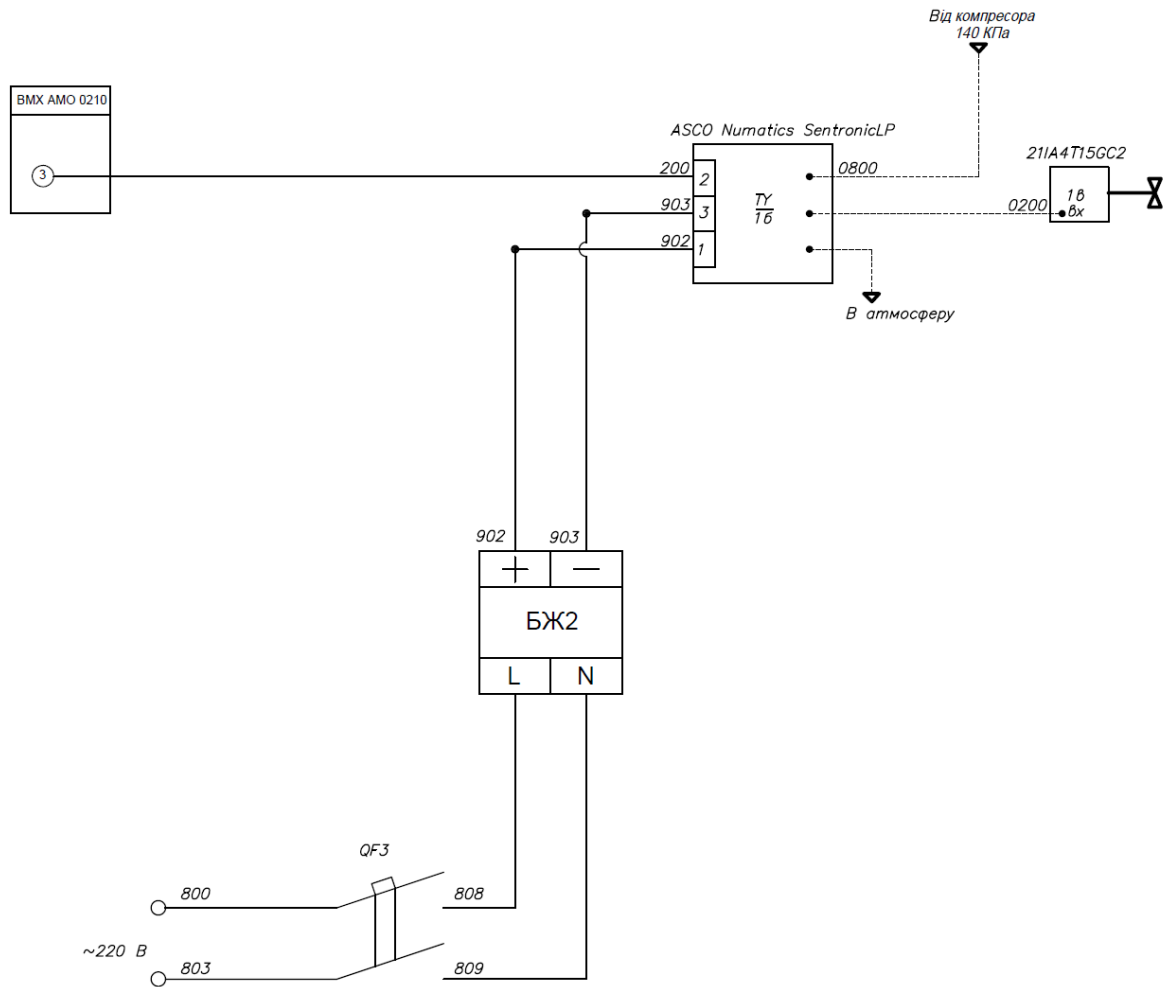 Від компресора
140 КПа
BMX AMO 0210
ASCO Numatics SentronicLP
21IA4T15GC2
3
200
2
0800
903
3
TY
1б
0200
1в
вх
902
1
В атмосферу
902
903
+
—
БЖ2
L
N
QF3
800
808
~220 В
803
809